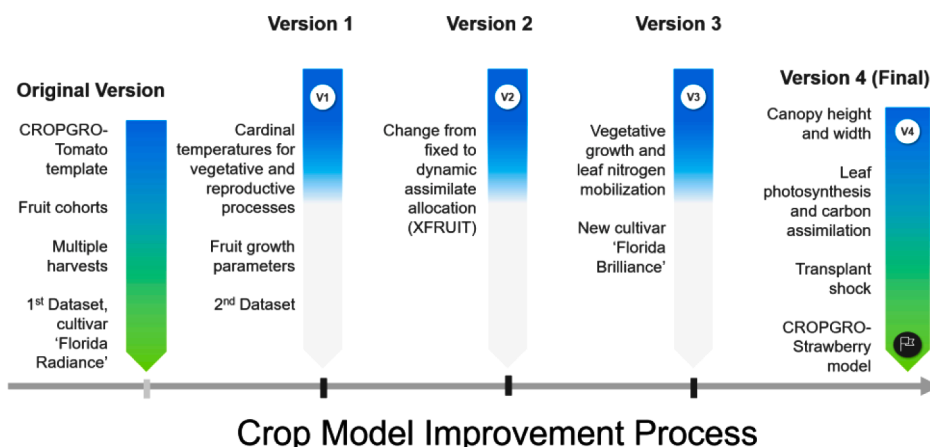 Original Version
CROPGRO-
Tomato
template
Fruit cohorts
Multiple
harvests
1st Dataset,
cultivar
‘Florida
Radiance’
Version 1
V1
Cardinal
temperatures for
vegetative and
reproductive
processes
Fruit growth
parameters
2nd Dataset
Version 2
V2
Change from
fixed to
dynamic
assimilate
allocation
(XFRUIT)
Version 3
V3
Vegetative
growth and
leaf nitrogen
mobilization
New cultivar
‘Florida
Brilliance’
Version 4 (Final)
V4
Canopy height
and width
Leaf
photosynthesis
and carbon
assimilation
Transplant
shock
CROPGRO-
Strawberry
model
Crop Model Improvement Process